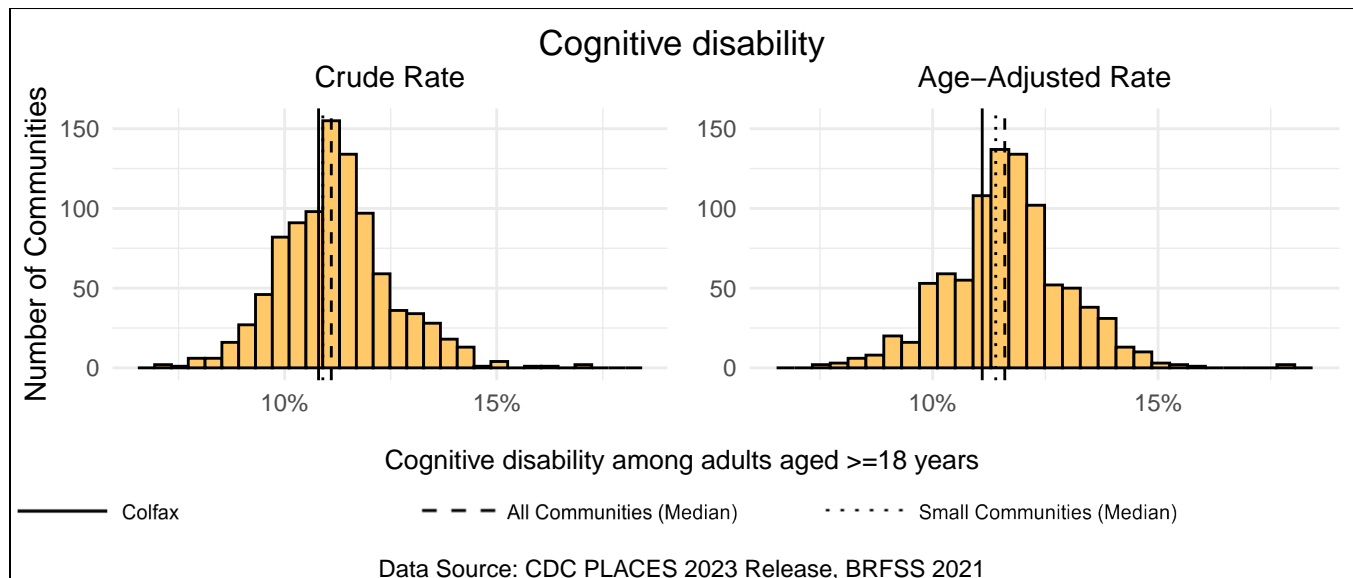 Cognitive disability
Crude Rate
Age−Adjusted Rate
Number of Communities
150
100
50
0
10%
15%
150
100
50
0
10%
15%
Cognitive disability among adults aged >=18 years
Colfax
All Communities (Median)
Small Communities (Median)
Data Source: CDC PLACES 2023 Release, BRFSS 2021